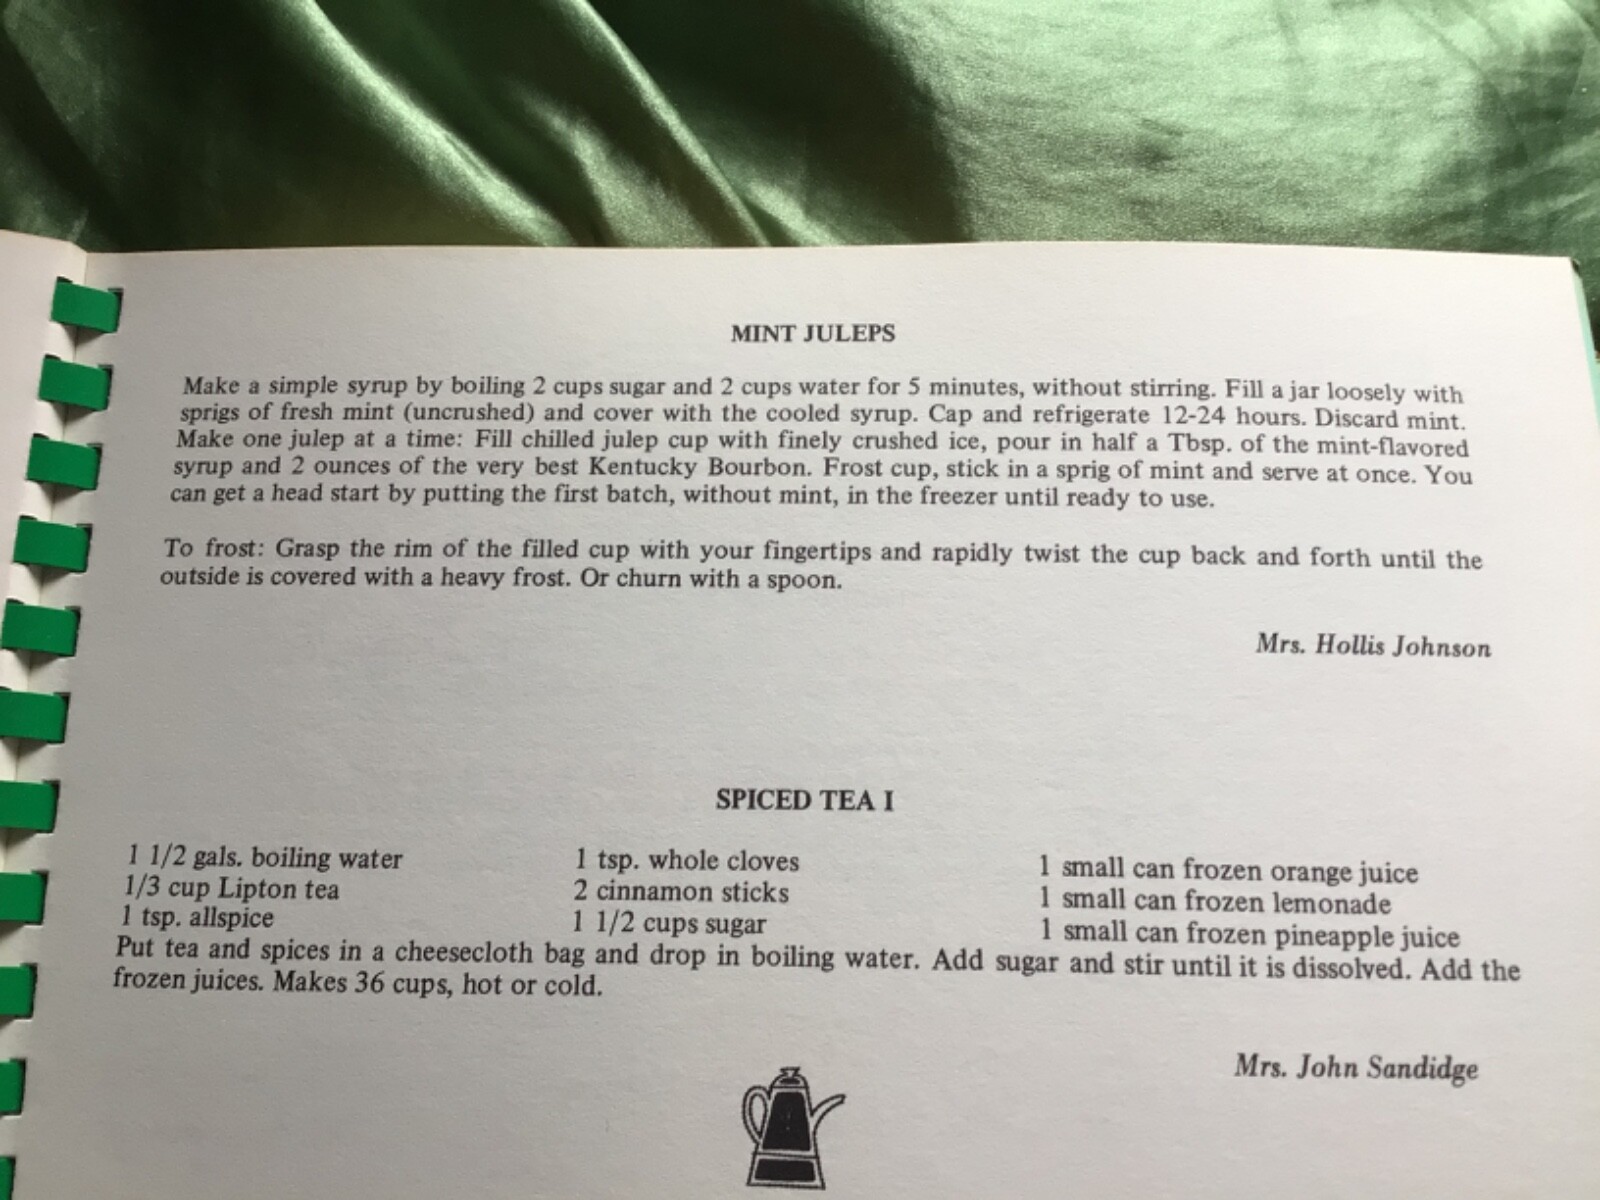 MINT JULEPS
Make a simple syrup by boiling 2 cups sugar and 2 cups water for 5 minutes, without stirring. Fill a jar loosely with
sprigs of fresh mint (uncrushed) and cover with the cooled syrup. Cap and refrigerate 12-24 hours. Discard mint.
Make one julep at a time: Fill chilled julep cup with finely crushed ice, pour in half a Tbsp. of the mint-flavored
syrup and 2 ounces of the very best Kentucky Bourbon. Frost cup, stick in a sprig of mint and serve at once. You
can get a head start by putting the first batch, without mint, in the freezer until ready to use.
To frost: Grasp the rim of the filled cup with your fingertips and rapidly twist the cup back and forth until the
outside is covered with a heavy frost. Or churn with a spoon.
Mrs. Hollis Johnson
SPICED TEA I
1 1/2 gals. boiling water
1/3 cup Lipton tea
1 tsp. allspice
1 tsp. whole cloves
2 cinnamon sticks
1 1/2 cups sugar
1 small can frozen orange juice
1 small can frozen lemonade
1 small can frozen pineapple juice
Put tea and spices in a cheesecloth bag and drop in boiling water. Add sugar and stir until it is dissolved. Add the
frozen juices. Makes 36 cups, hot or cold.
Mrs. John Sandidge